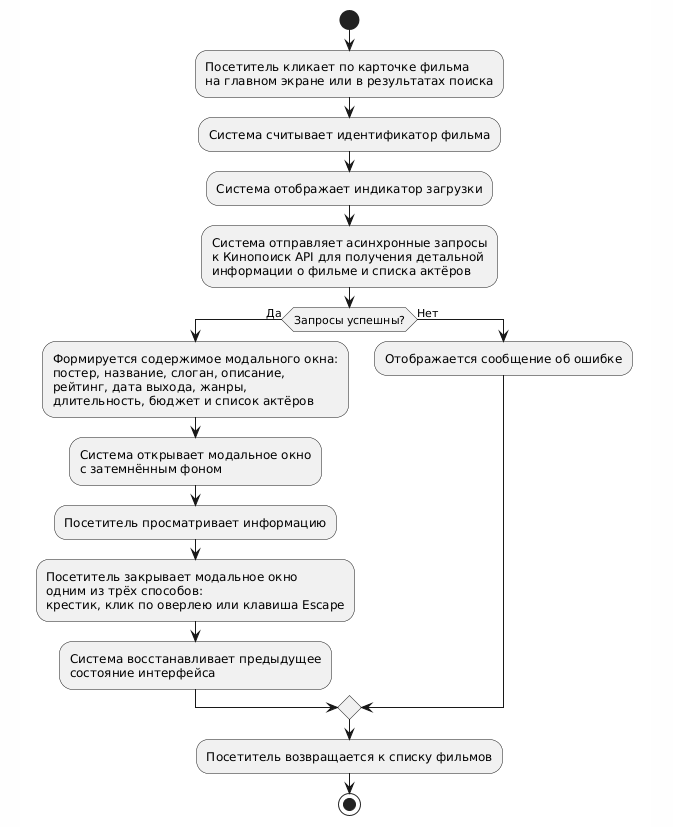 Посетитель кликает по карточке фильма
на главном экране или в результатах поиска
Система считывает идентификатор фильма
Система отображает индикатор загрузки
Система отправляет асинхронные запросы
к Кинопоиск API для получения детальной
информации о фильме и списка актёров
Запросы успешны?
Да
Нет
Формируется содержимое модального окна:
постер, название, слоган, описание,
рейтинг, дата выхода, жанры,
длительность, бюджет и список актёров
Система открывает модальное окно
с затемнённым фоном
Посетитель просматривает информацию
Посетитель закрывает модальное окно
одним из трёх способов:
крестик, клик по оверлею или клавиша Escape
Система восстанавливает предыдущее
состояние интерфейса
Отображается сообщение об ошибке
Посетитель возвращается к списку фильмов